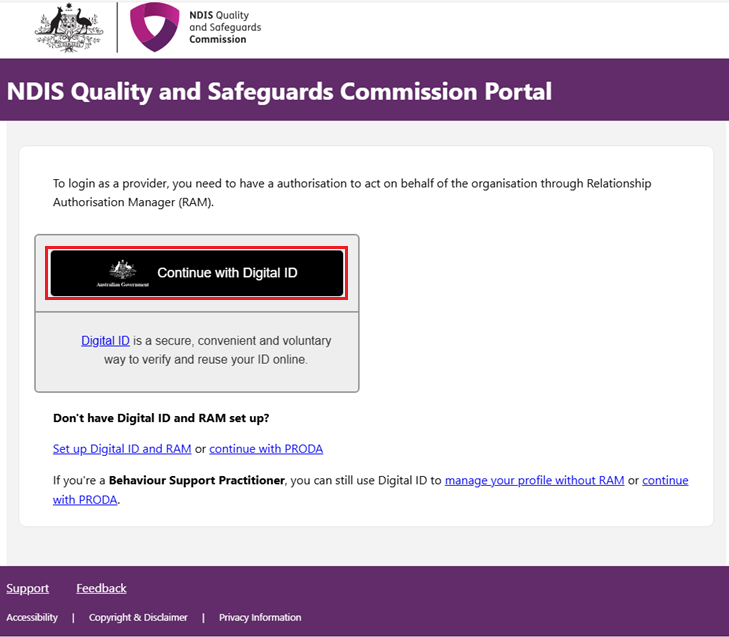 NDIS Quality
and Safeguards
Commission
NDIS Quality and Safeguards Commission Portal
To login as a provider, you need to have a authorisation to act on behalf of the organisation through Relationship
Authorisation Manager (RAM).
Australian Government
Continue with Digital ID
Digital ID is a secure, convenient and voluntary
way to verify and reuse your ID online.
Don't have Digital ID and RAM set up?
Set up Digital ID and RAM or continue with PRODA
If you're a Behaviour Support Practitioner, you can still use Digital ID to manage your profile without RAM or continue
with PRODA.
Support Feedback
Accessibility | Copyright & Disclaimer | Privacy Information